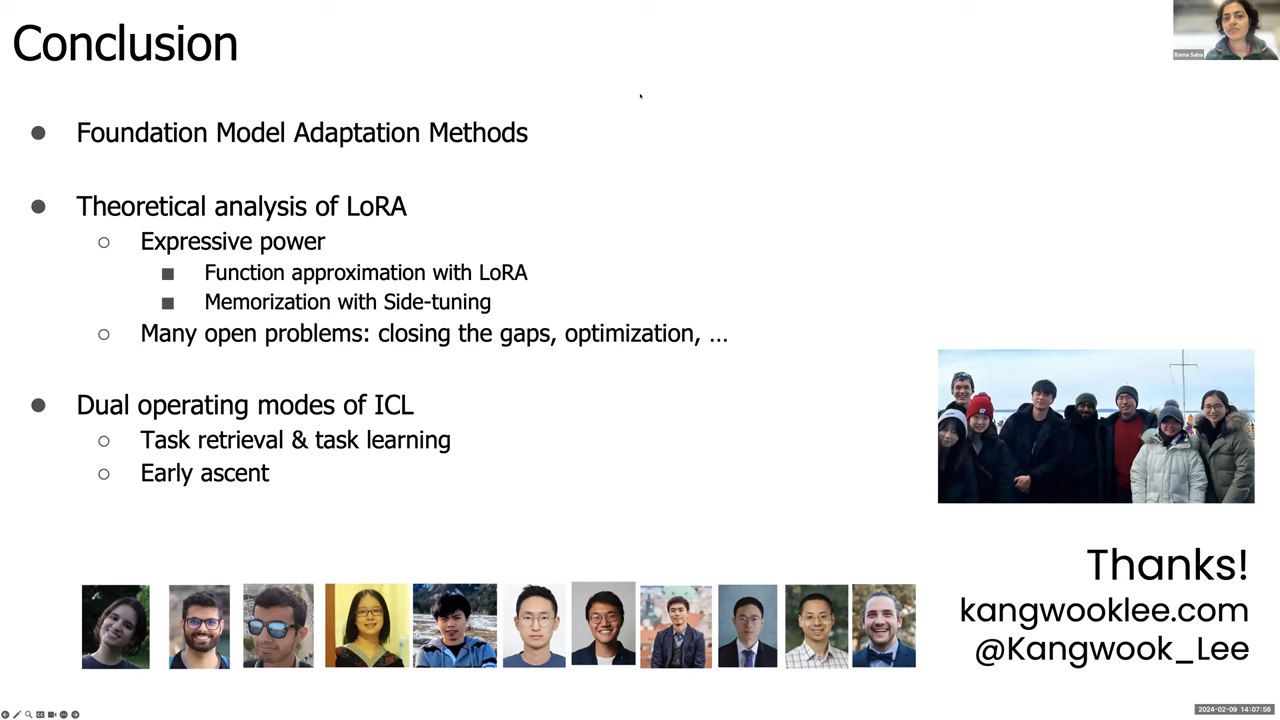 Conclusion
Barna Saha
Foundation Model Adaptation Methods
Theoretical analysis of LoRA
Expressive power
Function approximation with LoRA
Memorization with Side-tuning
Many open problems: closing the gaps, optimization, ...
Dual operating modes of ICL
Task retrieval & task learning
Early ascent
Thanks!
kangwooklee.com
@Kangwook_Lee
2024-02-09 14:07:56